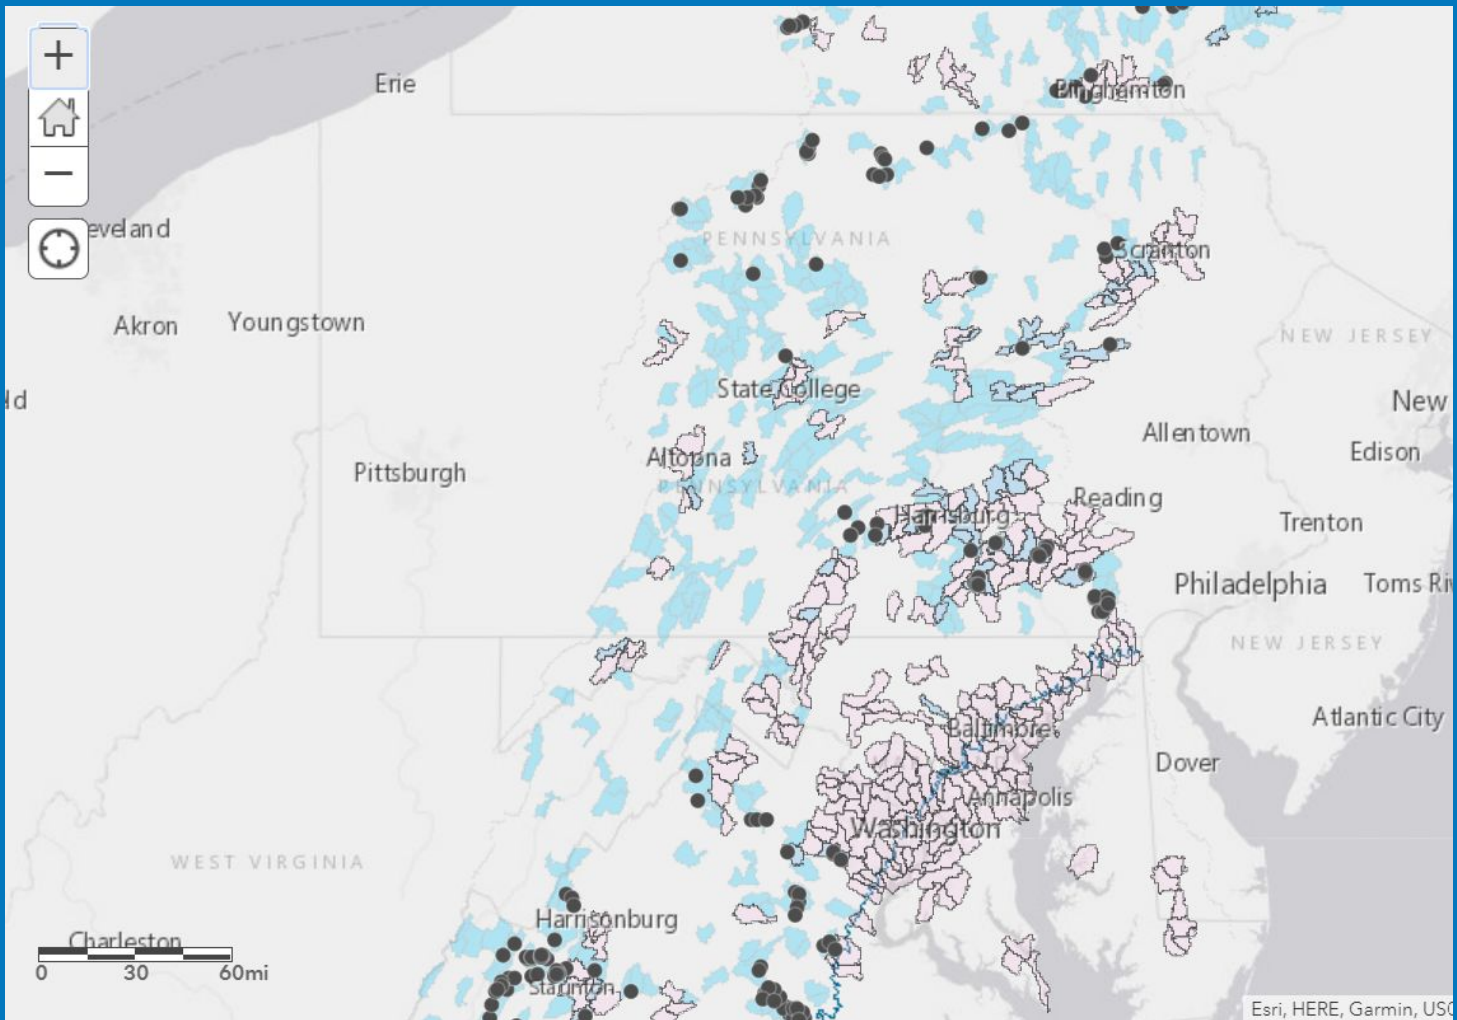 +
Erie
Binghamton
−
eveland
PENNSYLVANIA
Scranton
Akron
Youngstown
NEW JERSEY
State College
ld
New
Allentown
Edison
Altoona
Pittsburgh
PENNSYLVANIA
Reading
Harrisburg
Trenton
Philadelphia
Toms Riv
NEW JERSEY
Atlantic City
Baltimore
Dover
Annapolis
Washington
WEST VIRGINIA
Harrisonburg
Charleston
0 30 60mi
Staunton
Esri, HERE, Garmin, USG